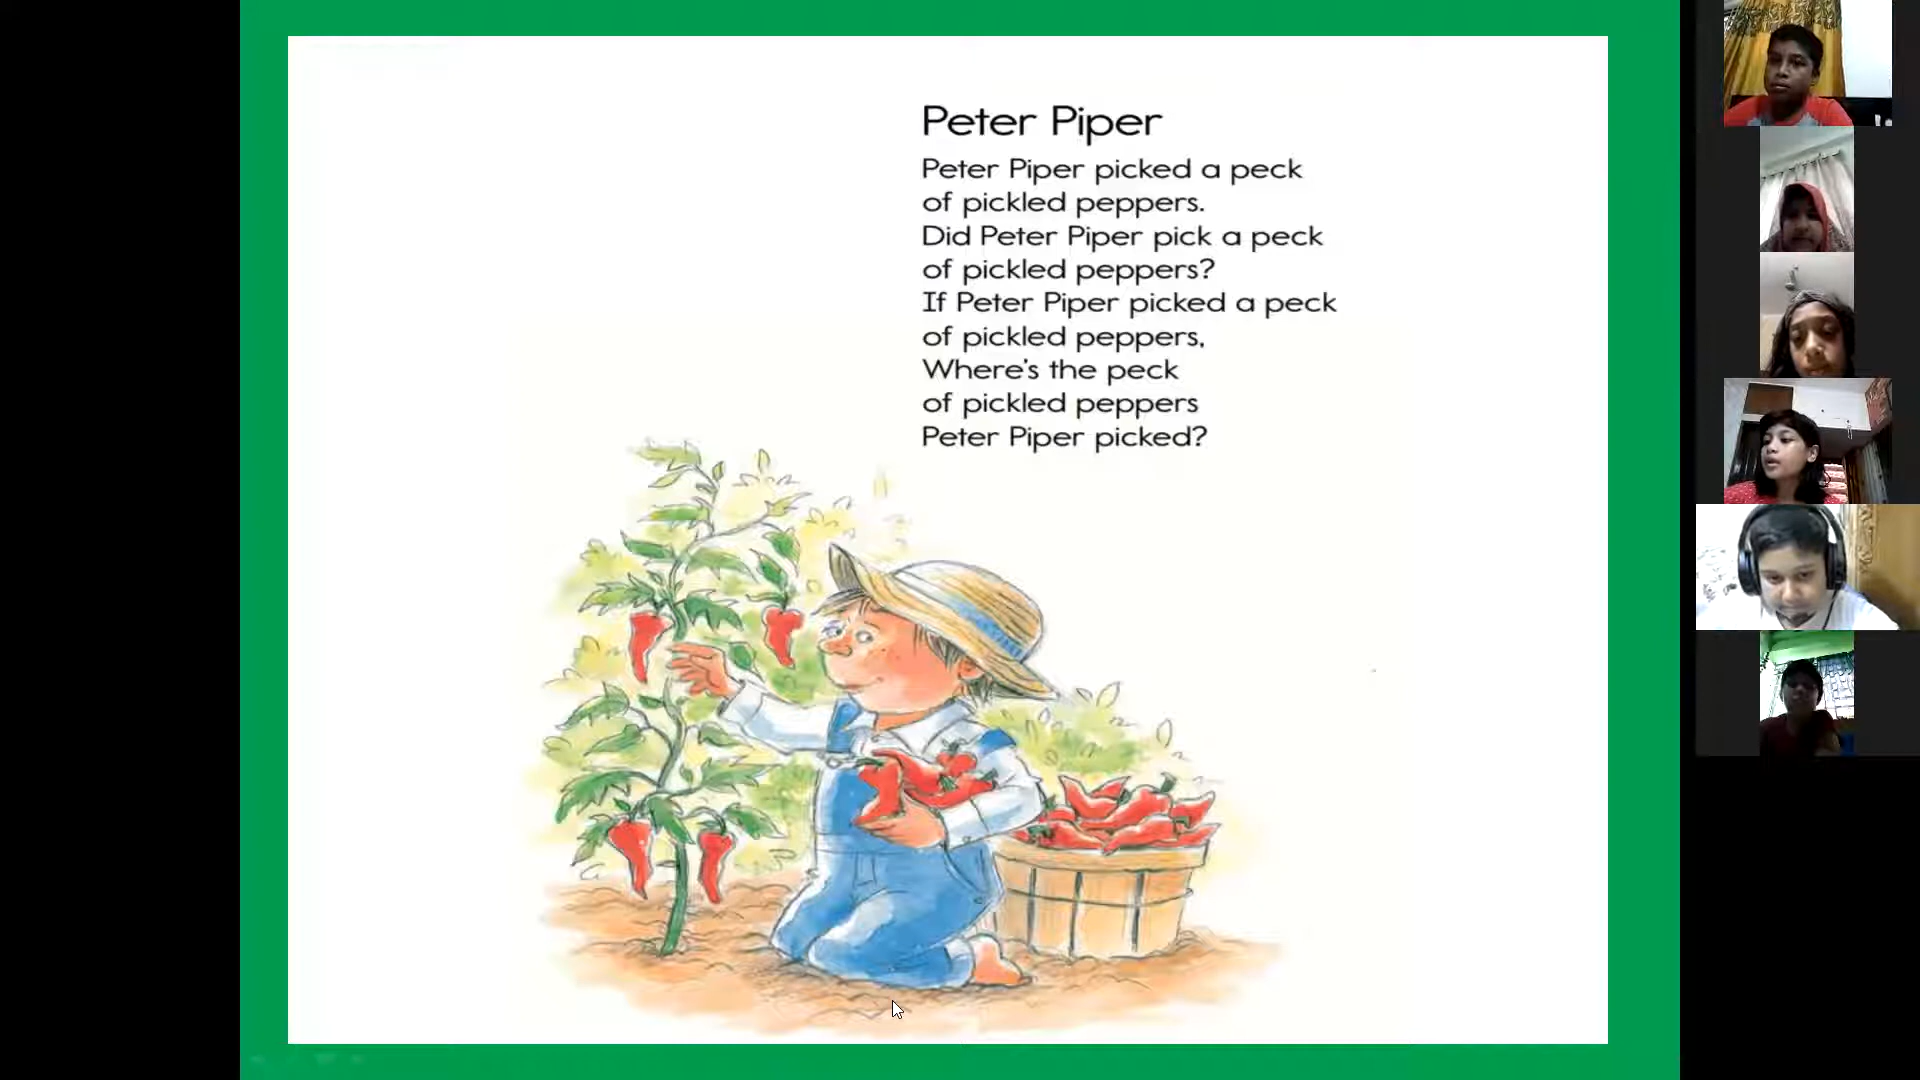 Peter Piper
Peter Piper picked a peck
of pickled peppers.
Did Peter Piper pick a peck
of pickled peppers?
If Peter Piper picked a peck
of pickled peppers,
Where's the peck
of pickled peppers
Peter Piper picked?